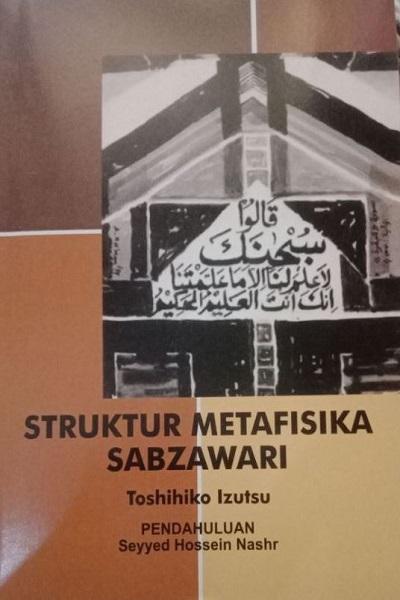 قالوا
سبحنك
لا علم لنا الا ما علمتنا
انك انت العليم الحكيم
STRUKTUR METAFISIKA
SABZAWARI
Toshihiko Izutsu
PENDAHULUAN
Seyyed Hossein Nashr